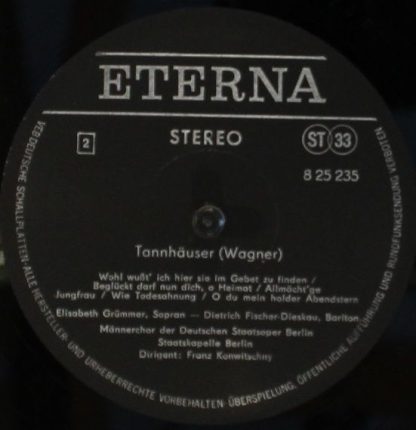 ETERNA
2
STEREO
ST 33
8 25 235
Tannhäuser (Wagner)
Wohl wußt' ich hier sie im Gebet zu finden /
Beglückt darf nun dich, o Heimat / Allmächt'ge
Jungfrau / Wie Todesahnung / O du mein holder Abendstern
Elisabeth Grümmer, Sopran — Dietrich Fischer-Dieskau, Bariton
Männerchor der Deutschen Staatsoper Berlin
Staatskapelle Berlin
Dirigent: Franz Konwitschny
VEB DEUTSCHE SCHALLPLATTEN · ALLE HERSTELLER- UND URHEBERRECHTE VORBEHALTEN · ÜBERSPIELUNG, ÖFFENTLICHE AUFFÜHRUNG UND RUNDFUNKSENDUNG VERBOTEN